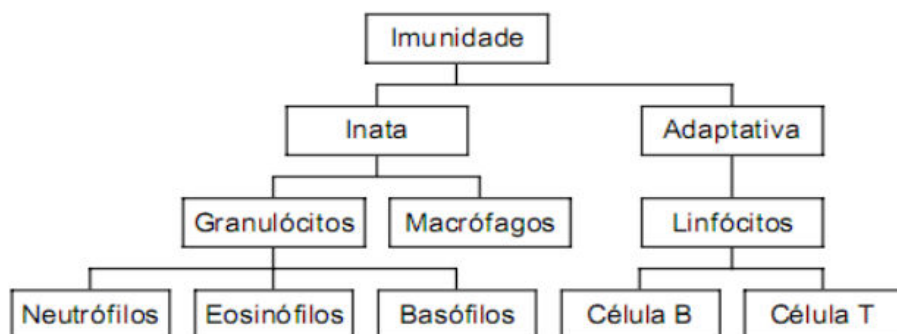 Imunidade
Inata
Adaptativa
Granulócitos
Macrófagos
Linfócitos
Neutrófilos
Eosinófilos
Basófilos
Célula B
Célula T